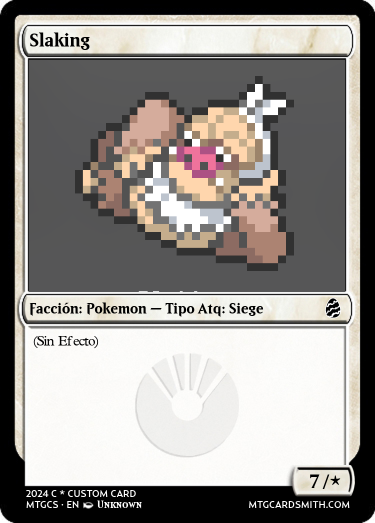 Slaking
Facción: Pokemon — Tipo Atq: Siege
(Sin Efecto)
7 /★
2024 C * CUSTOM CARD
MTGCS · EN UNKNOWN
MTGCARDSMITH.COM